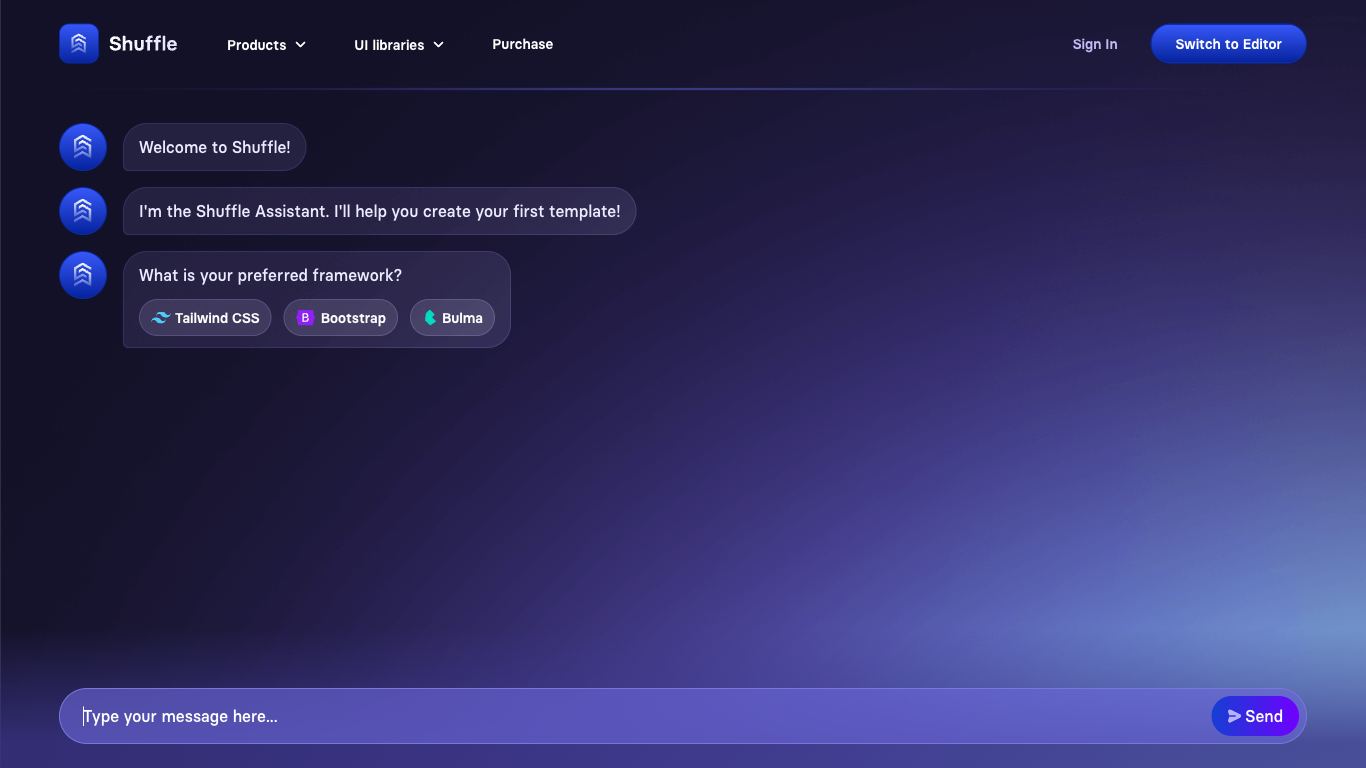 Shuffle
Products
UI libraries
Purchase
Sign In
Switch to Editor
Welcome to Shuffle!
I'm the Shuffle Assistant. I'll help you create your first template!
What is your preferred framework?
Tailwind CSS
B Bootstrap
Bulma
Type your message here...
Send